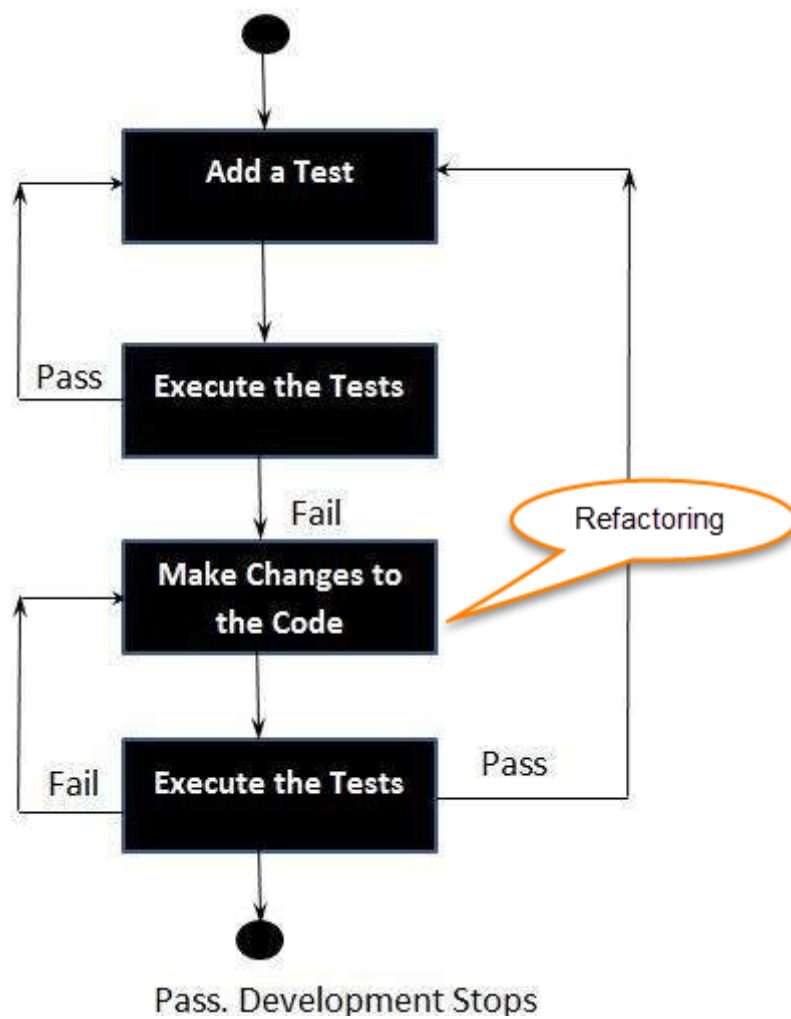 Add a Test
Pass
Execute the Tests
Fail
Refactoring
Make Changes to
the Code
Fail
Execute the Tests
Pass
Pass. Development Stops